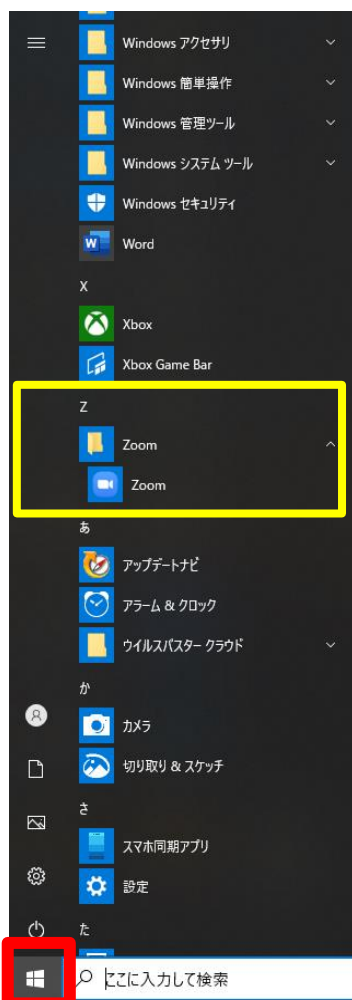 Windows アクセサリ
Windows 簡単操作
Windows 管理ツール
Windows システム ツール
Windows セキュリティ
Word
X
Xbox
Xbox Game Bar
Z
Zoom
Zoom
あ
アップデートナビ
アラーム & クロック
ウイルスバスター クラウド
か
カメラ
切り取り & スケッチ
さ
スマホ同期アプリ
設定
た
ここに入力して検索